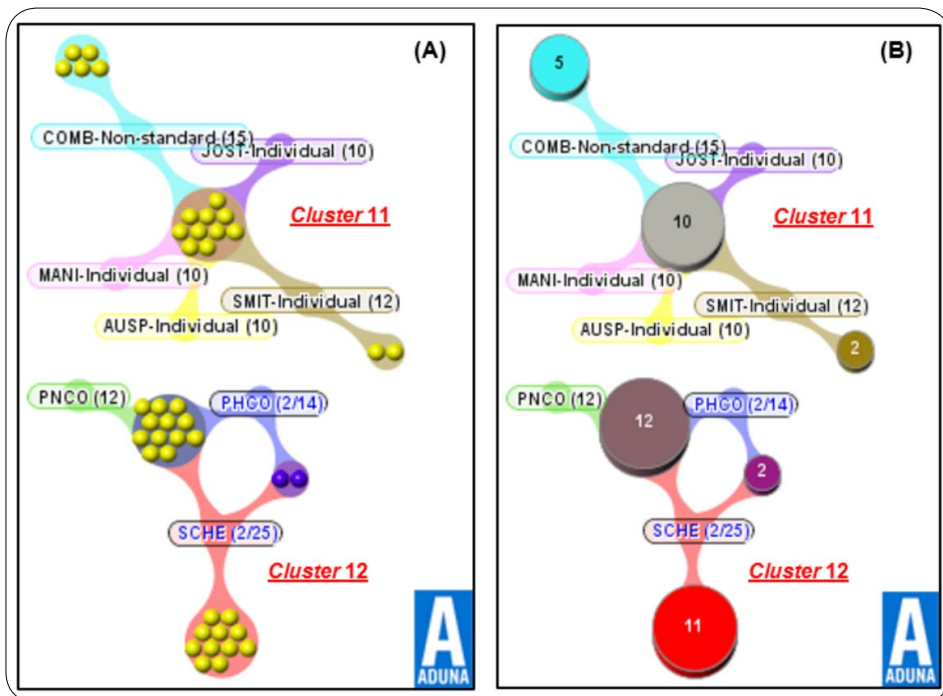 (A)
COMB-Non-standard (15)
JOST-Individual (10)
Cluster 11
MANI-Individual (10)
SMIT-Individual (12)
AUSP-Individual (10)
PNCO (12)
PHCO (2/14)
SCHE (2/25)
Cluster 12
A
ADUNA
(B)
5
COMB-Non-standard (15)
JOST-Individual (10)
10
Cluster 11
MANI-Individual (10)
SMIT-Individual (12)
AUSP-Individual (10)
2
PNCO (12)
12
PHCO (2/14)
2
SCHE (2/25)
Cluster 12
11
A
ADUNA